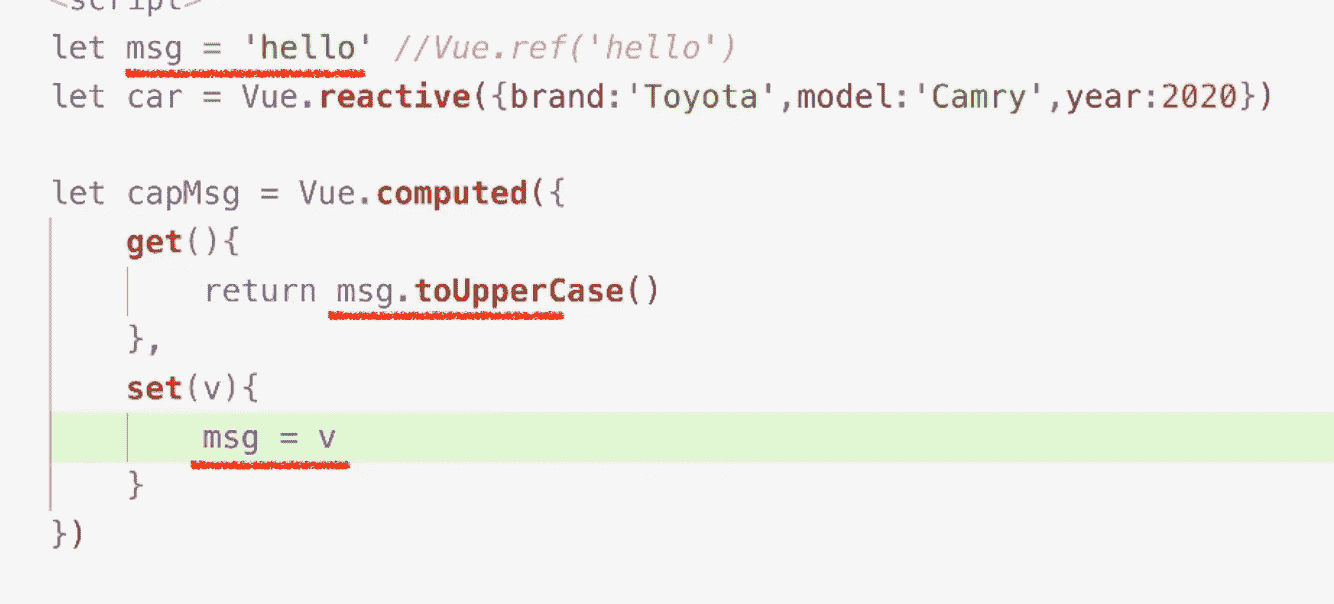 <script>
let msg = 'hello' //Vue.ref('hello')
let car = Vue.reactive({brand:'Toyota',model:'Camry',year:2020})
let capMsg = Vue.computed({
get(){
return msg.toUpperCase()
},
set(v){
msg = v
}
})